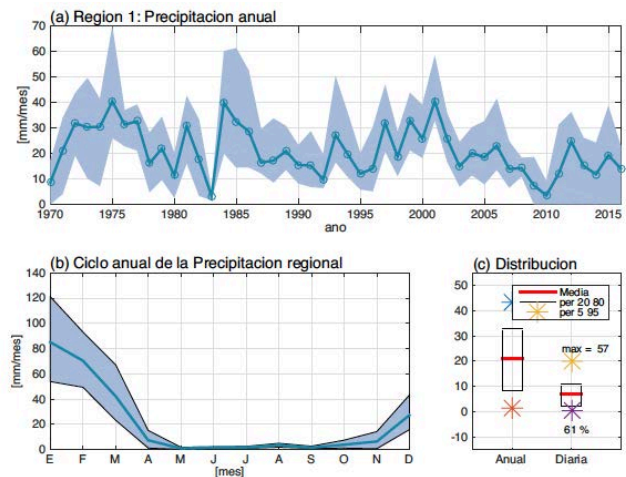 (a) Region 1: Precipitacion anual
70
60
50
40
30
20
10
0
[mm/mes]
1970 1975 1980 1985 1990 1995 2000 2005 2010 2015
ano
(b) Ciclo anual de la Precipitacion regional
140
120
100
80
60
40
20
0
[mm/mes]
E F M A M J J A S O N D
[mes]
(c) Distribucion
50
40
30
20
10
0
-10
Media
per 20 80
per 5 95
max = 57
61 %
Anual Diaria